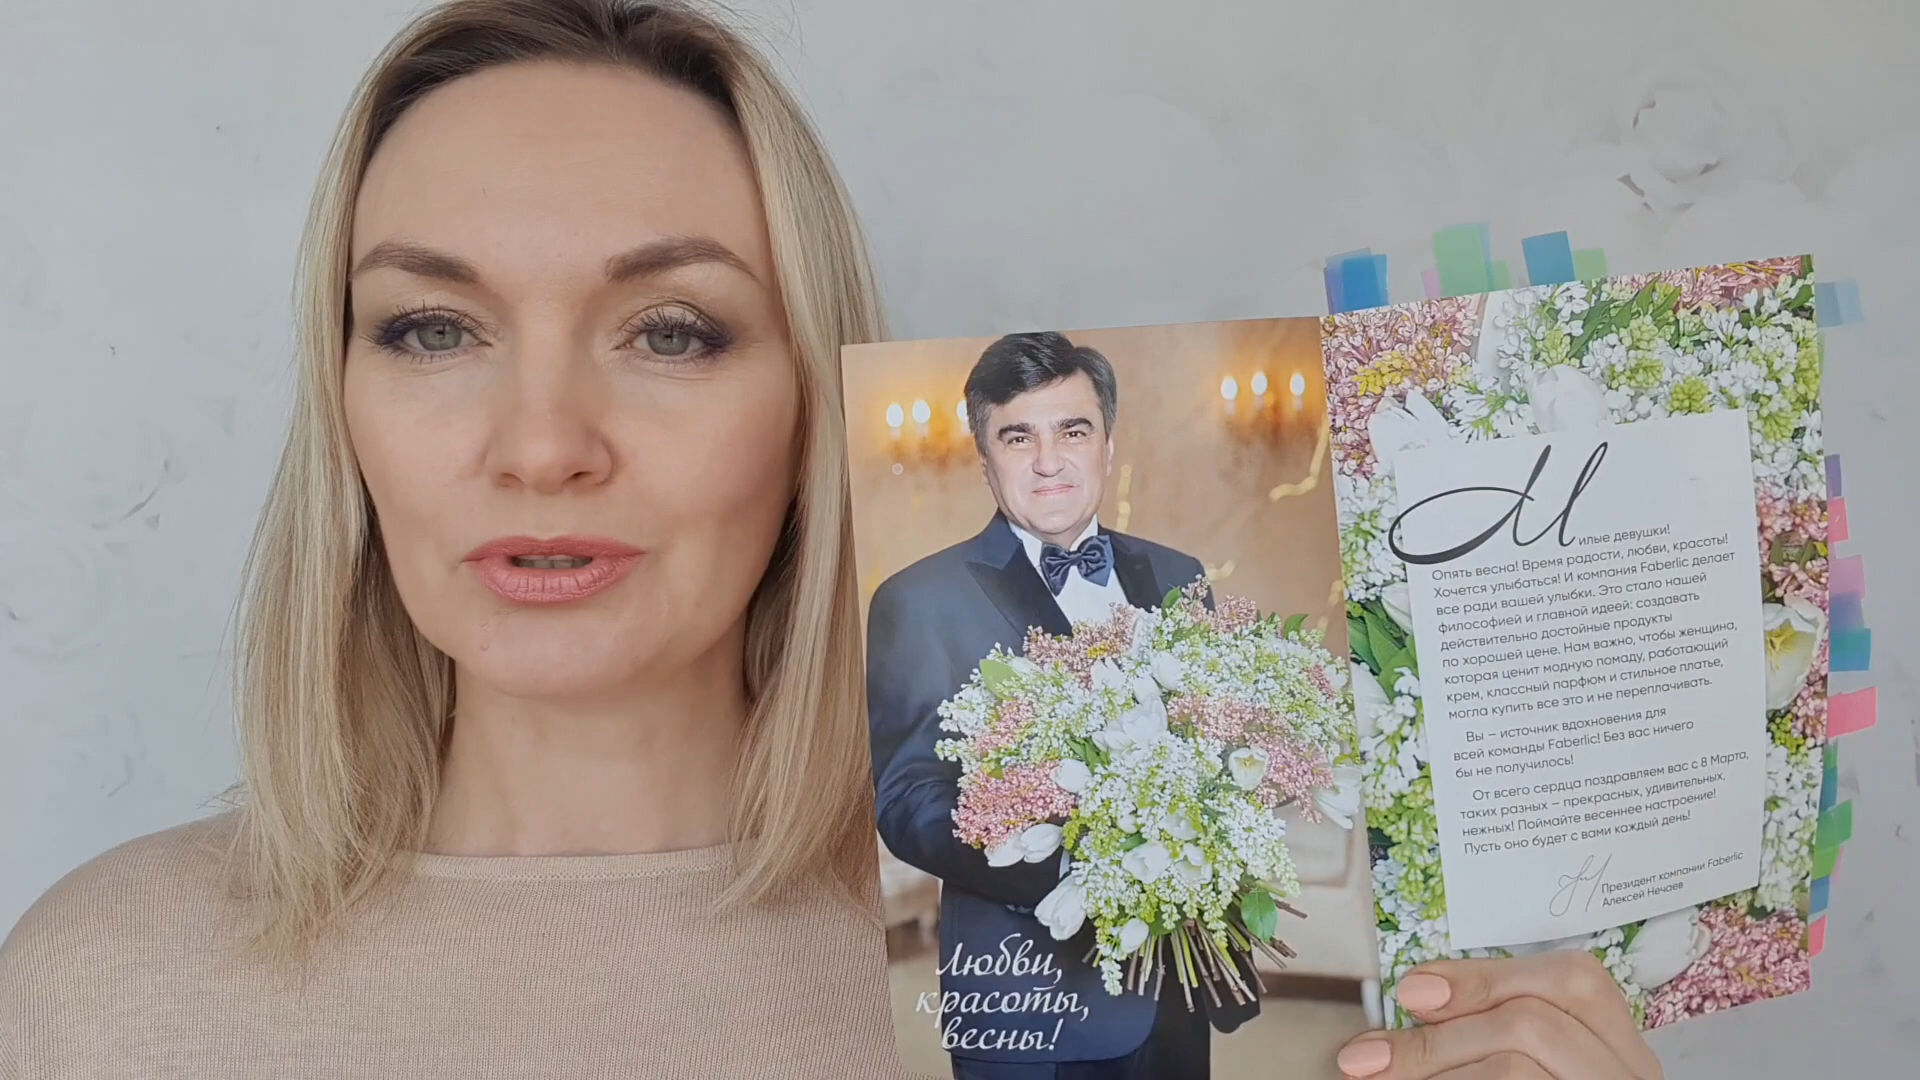 Любви,
красоты,
весны!
Милые девушки!
Опять весна! Время радости, любви, красоты!
Хочется улыбаться! И компания Faberlic делает
все ради вашей улыбки. Это стало нашей
философией и главной идеей: создавать
действительно достойные продукты
по хорошей цене. Нам важно, чтобы женщина,
которая ценит модную помаду, работающий
крем, классный парфюм и стильное платье,
могла купить все это и не переплачивать.
Вы – источник вдохновения для
всей команды Faberlic! Без вас ничего
бы не получилось!
От всего сердца поздравляем вас с 8 Марта,
таких разных – прекрасных, удивительных,
нежных! Поймайте весеннее настроение!
Пусть оно будет с вами каждый день!
Президент компании Faberlic
Алексей Нечаев